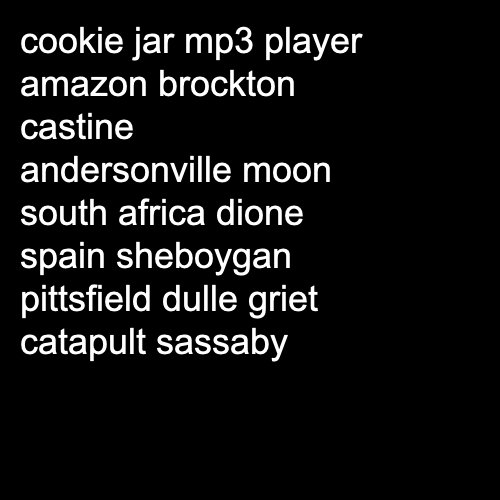 cookie jar mp3 player
amazon brockton
castine
andersonville moon
south africa dione
spain sheboygan
pittsfield dulle griet
catapult sassaby